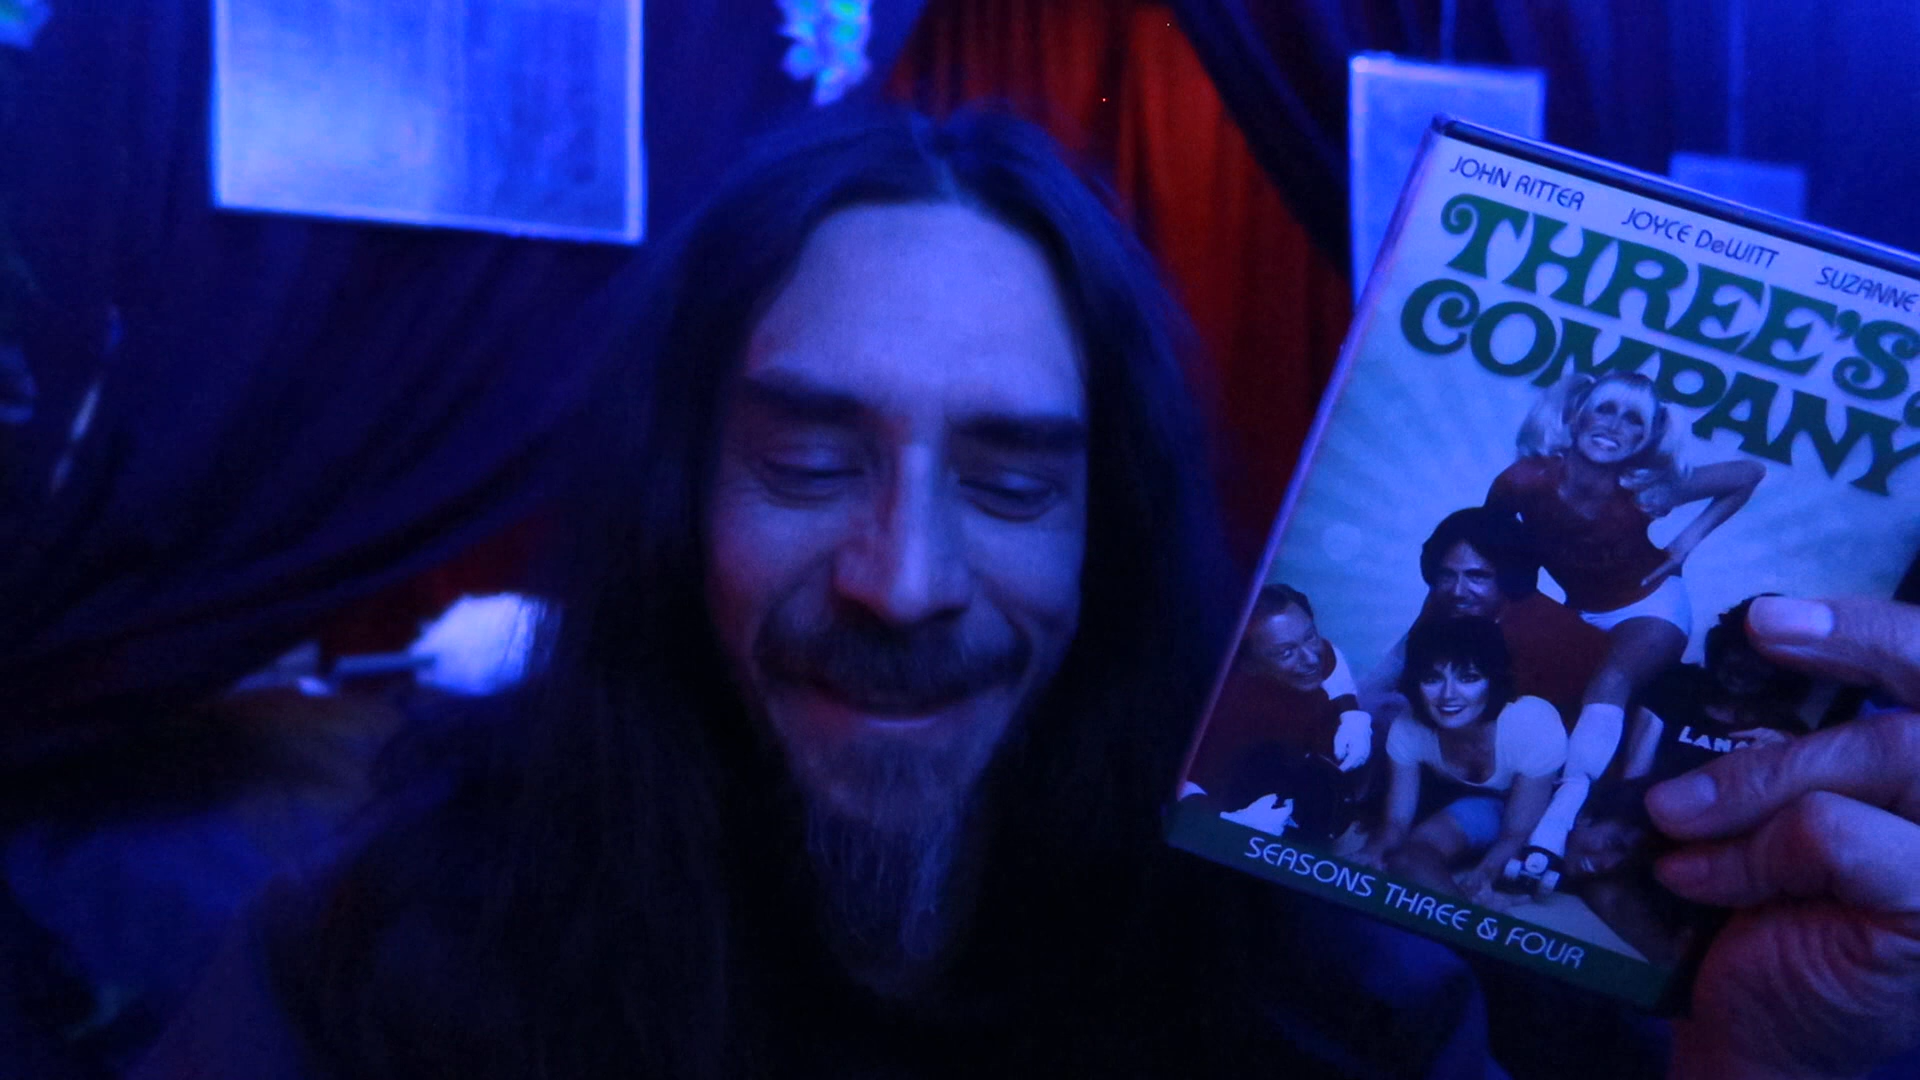 JOHN RITTER JOYCE DeWITT SUZANNE
THREE'S
COMPANY
SEASONS THREE & FOUR